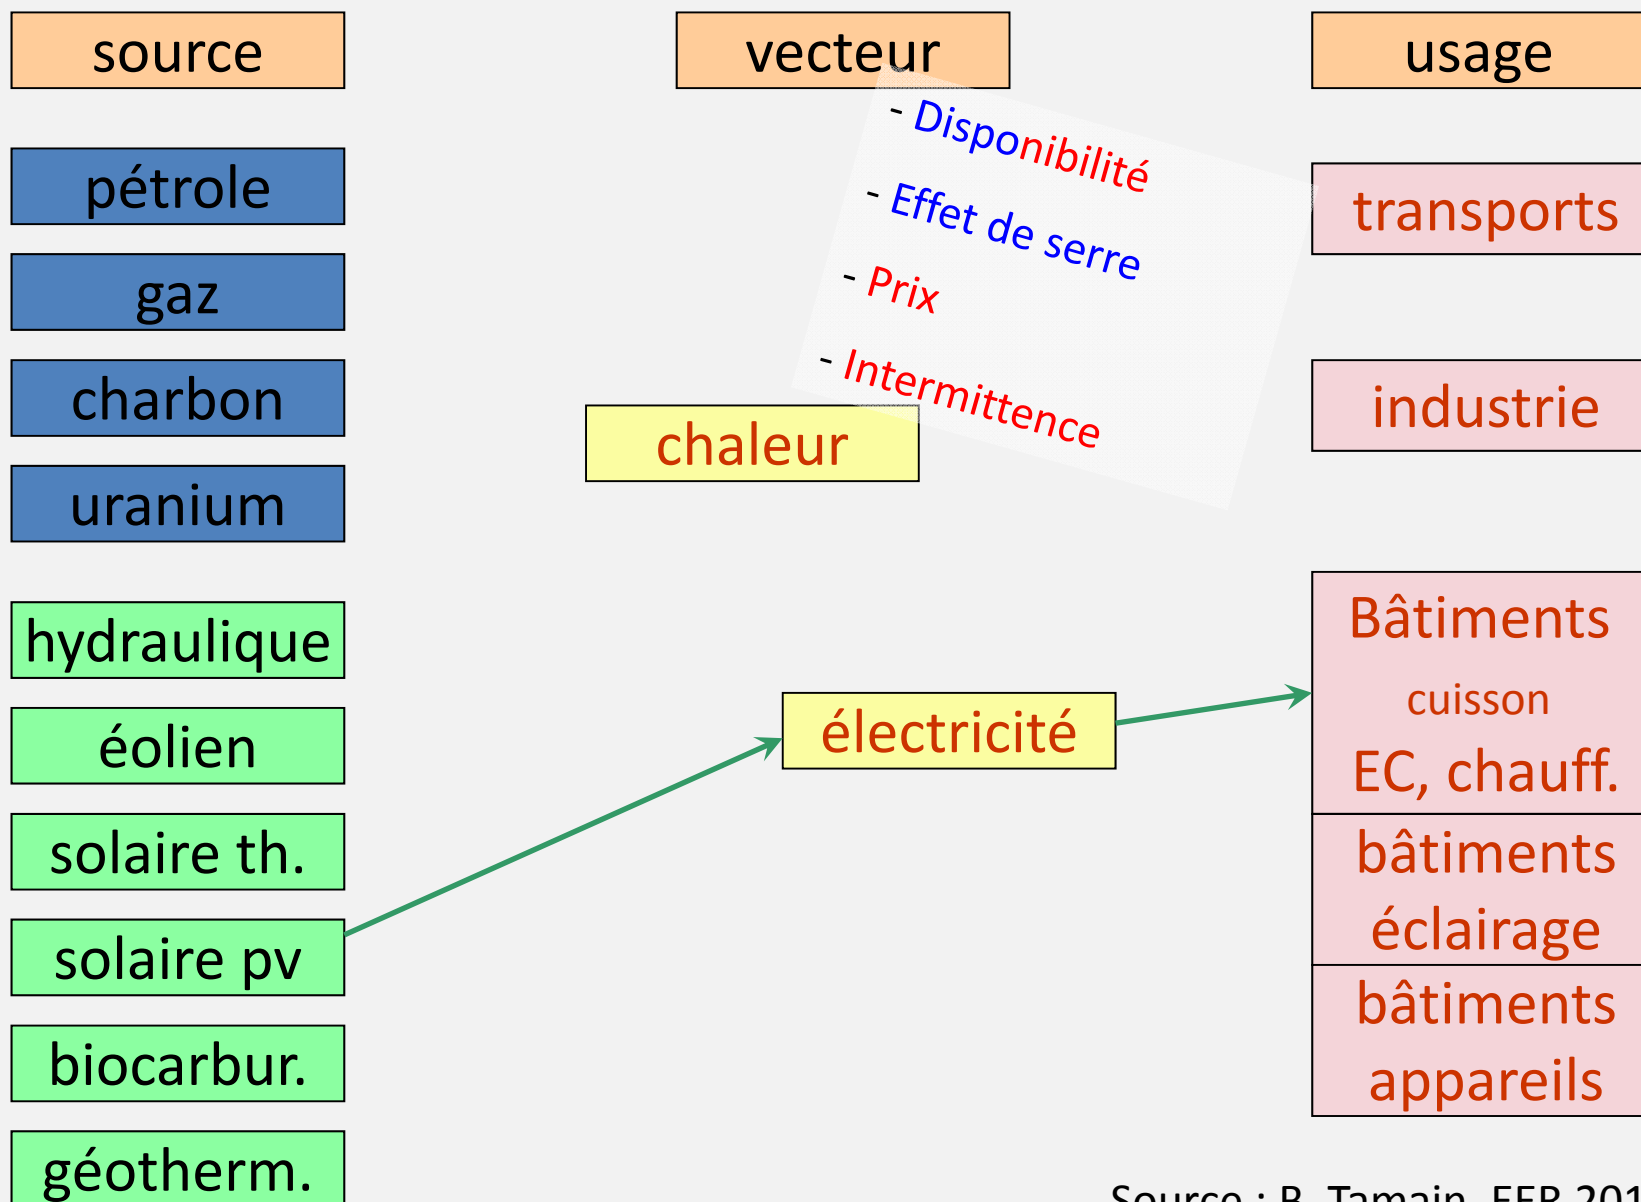 source
vecteur
usage
- Disponibilité
- Effet de serre
- Prix
- Intermittence
pétrole
gaz
charbon
uranium
hydraulique
éolien
solaire th.
solaire pv
biocarbur.
géotherm.
chaleur
électricité
transports
industrie
Bâtiments
cuisson
EC, chauff.
bâtiments
éclairage
bâtiments
appareils
Source : B. Tamain